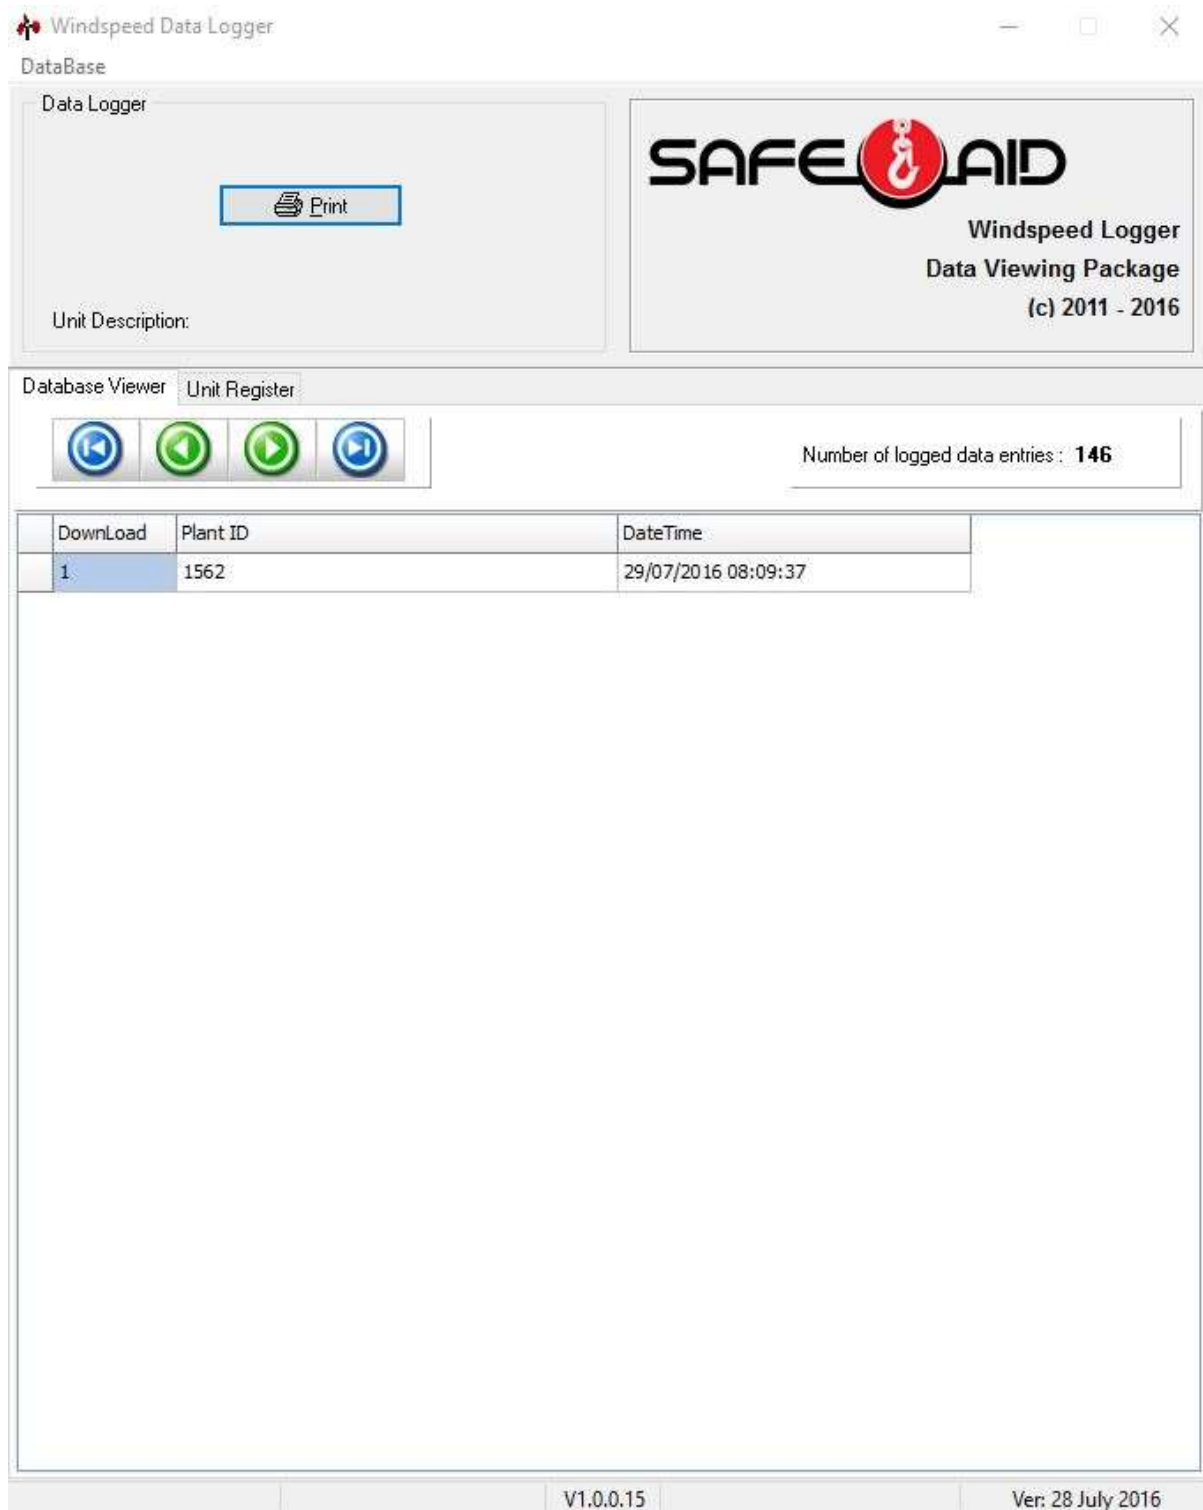 Windspeed Data Logger
DataBase
Data Logger
Print
Unit Description:
SAFE AID
Windspeed Logger
Data Viewing Package
(c) 2011 - 2016
Database Viewer Unit Register
Number of logged data entries : 146
DownLoad Plant ID DateTime
1 1562 29/07/2016 08:09:37
V1.0.0.15 Ver: 28 July 2016